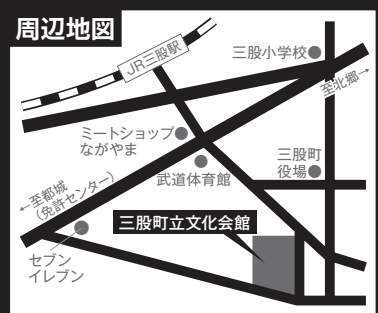 周辺地図
JR三股駅
三股小学校
至北郷→
ミートショップ
ながやま
武道体育館
三股町
役場
←至都城
(免許センター)
三股町立文化会館
セブン
イレブン